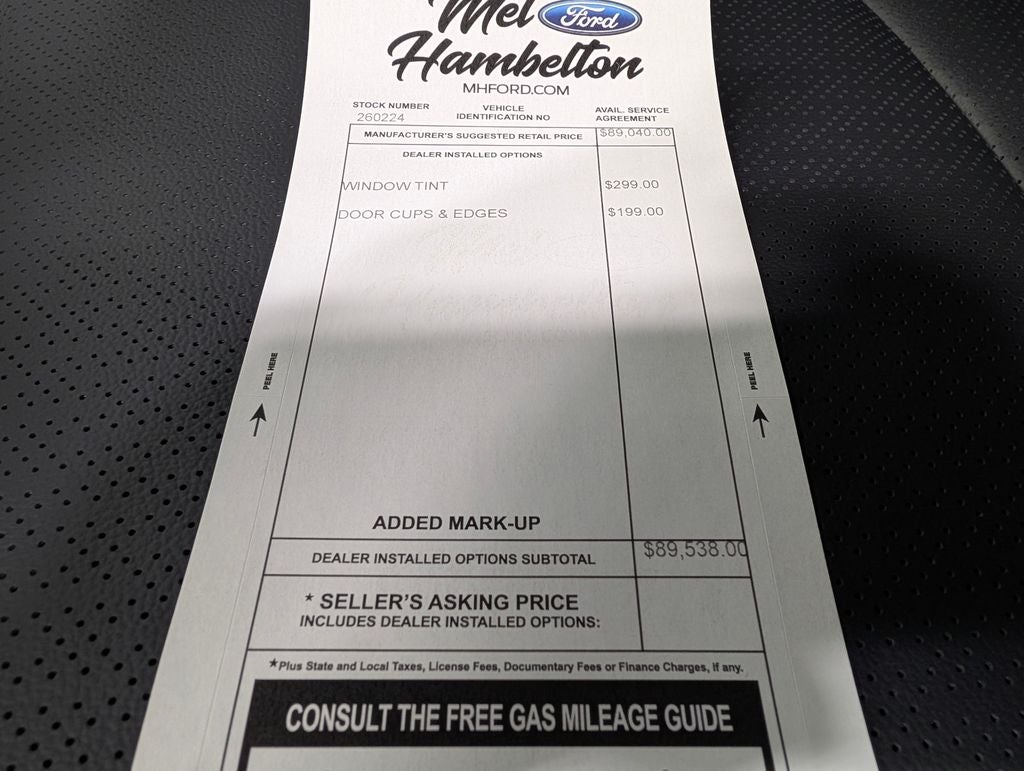 Mel Ford
Hambelton
MHFORD.COM
STOCK NUMBER
260224
VEHICLE
IDENTIFICATION NO
AVAIL. SERVICE
AGREEMENT
MANUFACTURER'S SUGGESTED RETAIL PRICE $89,040.00
DEALER INSTALLED OPTIONS
WINDOW TINT $299.00
DOOR CUPS & EDGES $199.00
PEEL HERE
PEEL HERE
ADDED MARK-UP
DEALER INSTALLED OPTIONS SUBTOTAL $89,538.00
* SELLER'S ASKING PRICE
INCLUDES DEALER INSTALLED OPTIONS:
*Plus State and Local Taxes, License Fees, Documentary Fees or Finance Charges, If any.
CONSULT THE FREE GAS MILEAGE GUIDE